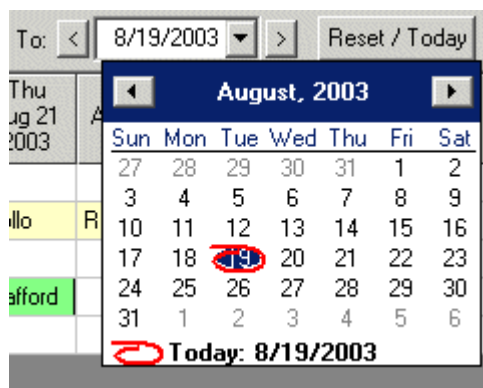 To: < 8/19/2003 > Reset / Today
Thu
ug 21
2003
August, 2003
Sun Mon Tue Wed Thu Fri Sat
27 28 29 30 31 1 2
3 4 5 6 7 8 9
ollo R 10 11 12 13 14 15 16
17 18 19 20 21 22 23
afford 24 25 26 27 28 29 30
31 1 2 3 4 5 6
Today: 8/19/2003